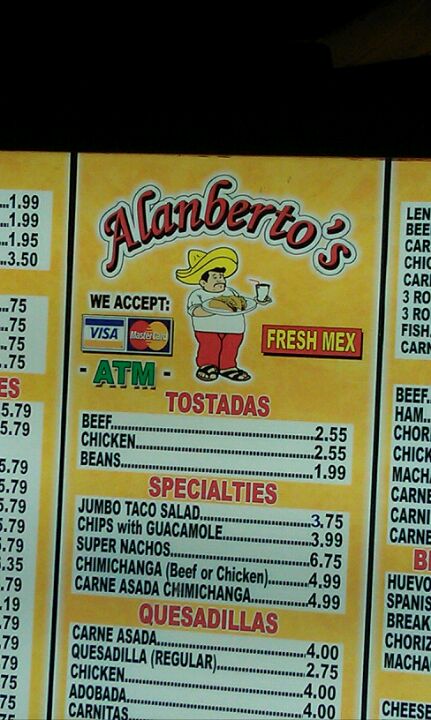 ...1.99
...1.99
...1.95
...3.50
.75
...75
...75
...75
...75
ES
5.79
5.79
5.79
5.79
5.79
5.79
5.79
5.35
.79
.19
.79
.79
75
75
Alanberto's
WE ACCEPT:
VISA MasterCard
FRESH MEX
- ATM -
TOSTADAS
BEEF...2.55
CHICKEN...2.55
BEANS...1.99
SPECIALTIES
JUMBO TACO SALAD...3.75
CHIPS with GUACAMOLE...3.99
SUPER NACHOS...6.75
CHIMICHANGA (Beef or Chicken)...4.99
CARNE ASADA CHIMICHANGA...4.99
QUESADILLAS
CARNE ASADA...4.00
QUESADILLA (REGULAR)...2.75
CHICKEN...4.00
ADOBADA...4.00
CARNITAS...4.00
LEN
BEE
CAR
CHIC
CAR
3 RO
3 RO
FISH
CARN
BEEF.
HAM..
CHOR
CHICK
MACHA
CARNE
CARNI
CARNE
B
HUEVO
SPANIS
BREAK
CHORIZ
MACHA
CHEESE